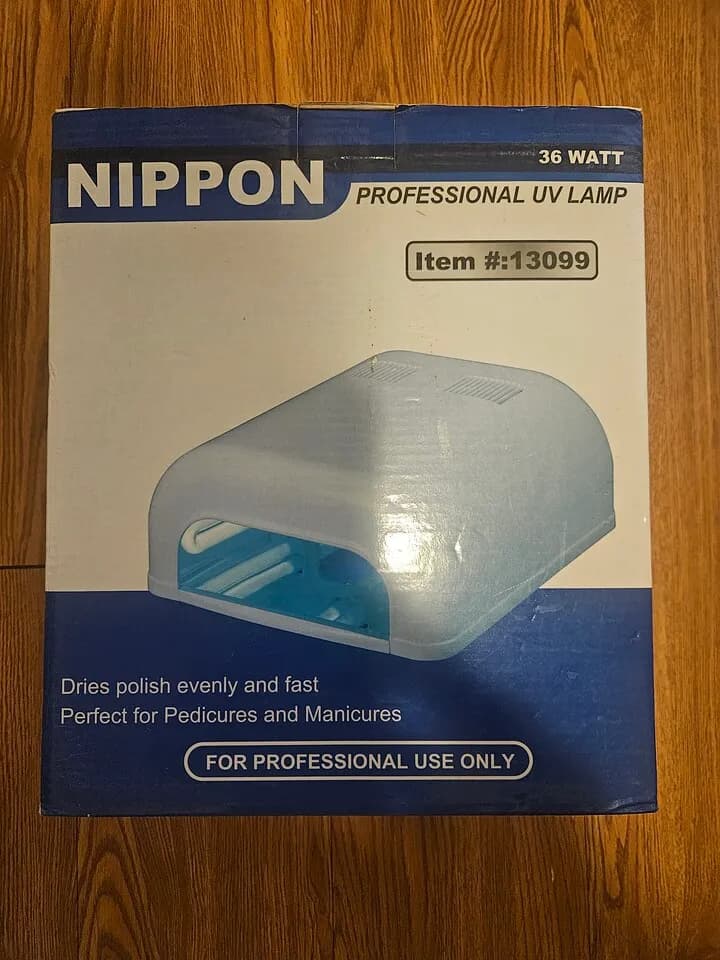 36 WATT
NIPPON
PROFESSIONAL UV LAMP
Item #:13099
Dries polish evenly and fast
Perfect for Pedicures and Manicures
FOR PROFESSIONAL USE ONLY